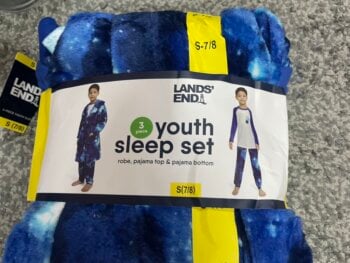 S-7/8
LANDS'
END
LANDS'
END
3
piece
youth
sleep set
robe, pajama top & pajama bottom
S(7/8)
S(7/8)